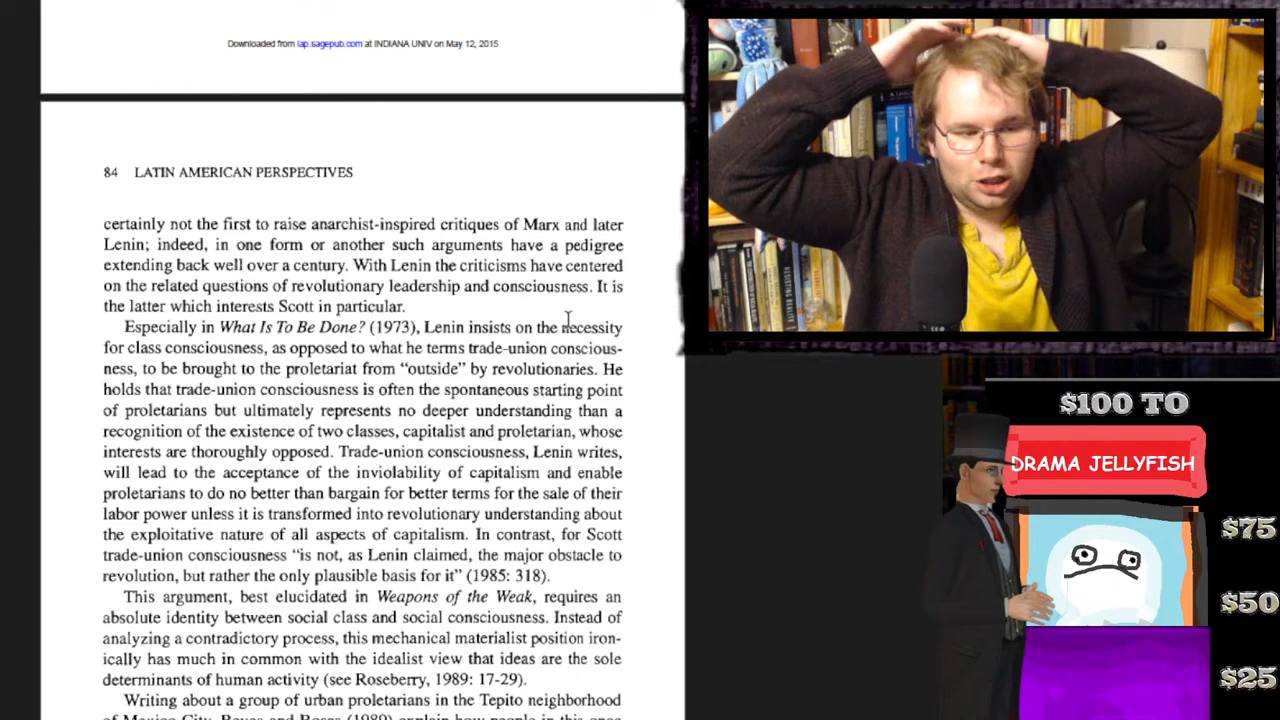 Downloaded from lap.sagepub.com at INDIANA UNIV on May 12, 2015
84 LATIN AMERICAN PERSPECTIVES
certainly not the first to raise anarchist-inspired critiques of Marx and later
Lenin; indeed, in one form or another such arguments have a pedigree
extending back well over a century. With Lenin the criticisms have centered
on the related questions of revolutionary leadership and consciousness. It is
the latter which interests Scott in particular.
Especially in What Is To Be Done? (1973), Lenin insists on the necessity
for class consciousness, as opposed to what he terms trade-union conscious-
ness, to be brought to the proletariat from “outside” by revolutionaries. He
holds that trade-union consciousness is often the spontaneous starting point
of proletarians but ultimately represents no deeper understanding than a
recognition of the existence of two classes, capitalist and proletarian, whose
interests are thoroughly opposed. Trade-union consciousness, Lenin writes,
will lead to the acceptance of the inviolability of capitalism and enable
proletarians to do no better than bargain for better terms for the sale of their
labor power unless it is transformed into revolutionary understanding about
the exploitative nature of all aspects of capitalism. In contrast, for Scott
trade-union consciousness “is not, as Lenin claimed, the major obstacle to
revolution, but rather the only plausible basis for it” (1985: 318).
This argument, best elucidated in Weapons of the Weak, requires an
absolute identity between social class and social consciousness. Instead of
analyzing a contradictory process, this mechanical materialist position iron-
ically has much in common with the idealist view that ideas are the sole
determinants of human activity (see Roseberry, 1989: 17-29).
Writing about a group of urban proletarians in the Tepito neighborhood
$100 TO
DRAMA JELLYFISH
$75
$50
$25